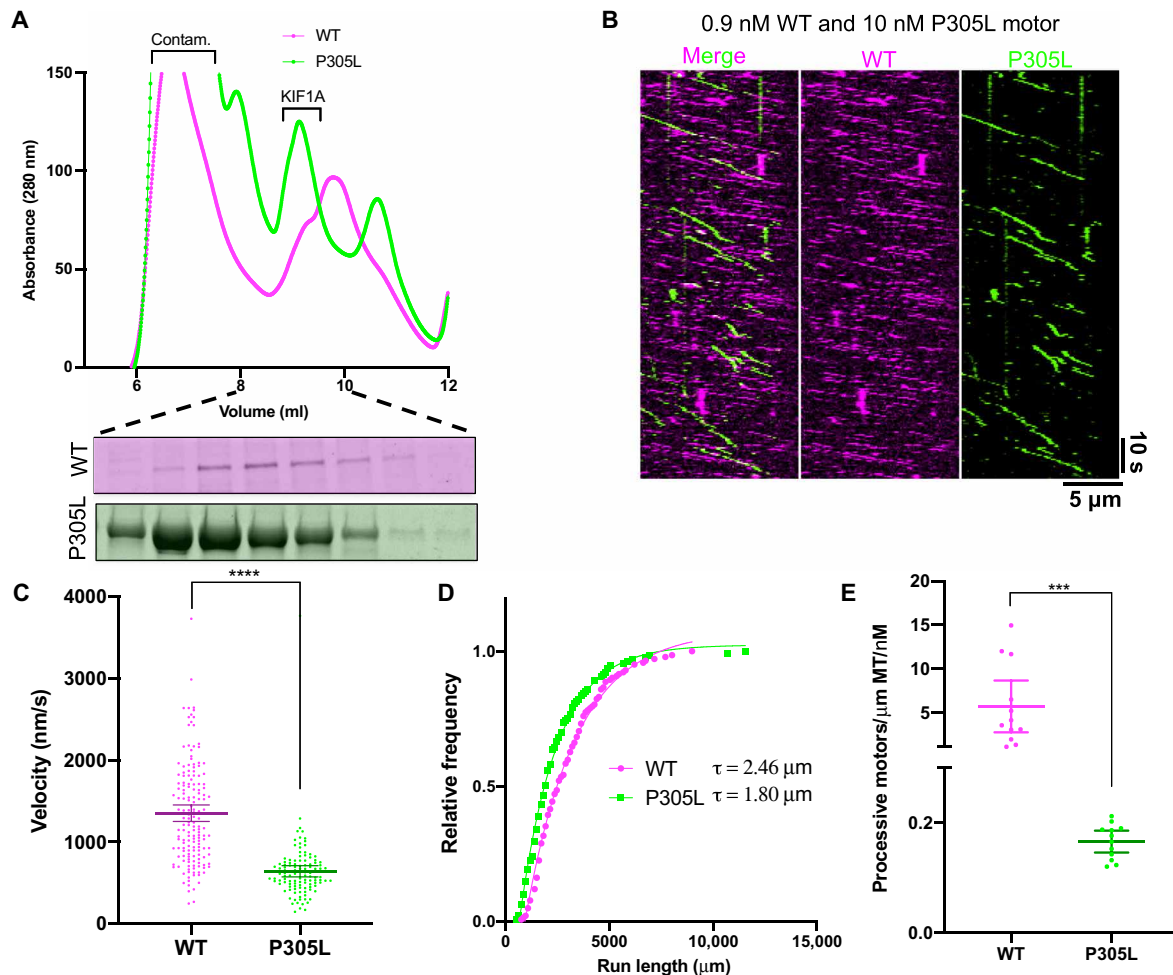 A
Contam.
WT
P305L
KIF1A
150
100
50
0
Absorbance (280 nm)
6
8
10
12
Volume (ml)
WT
P305L
B
0.9 nM WT and 10 nM P305L motor
Merge
WT
P305L
10 s
5 μm
C
****
4000
3000
2000
1000
0
Velocity (nm/s)
WT
P305L
D
1.0
0.5
0.0
Relative frequency
WT τ = 2.46 μm
P305L τ = 1.80 μm
0
5000
10,000
15,000
Run length (μm)
E
***
20
15
10
5
0.2
0.0
Processive motors/μm MT/nM
WT
P305L